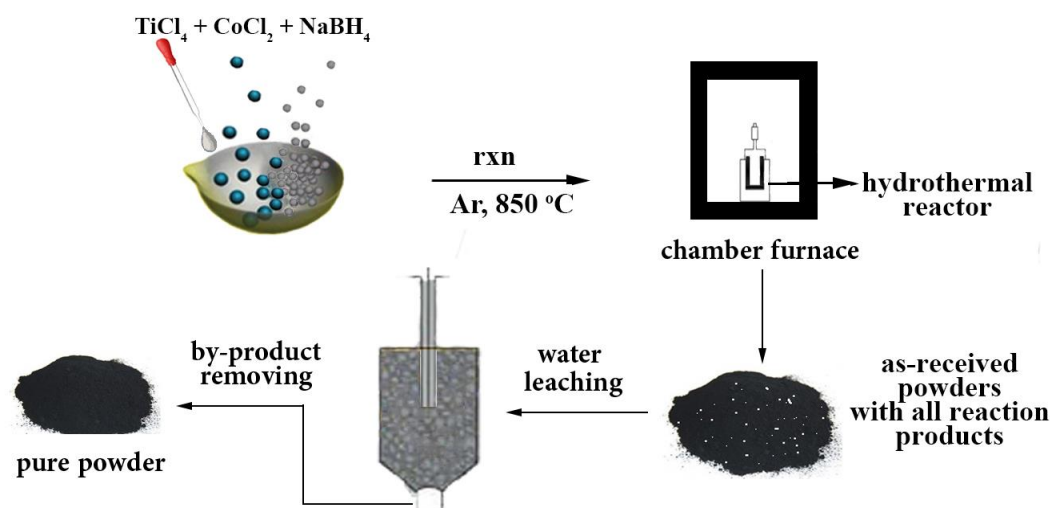 TiCl₄ + CoCl₂ + NaBH₄
rxn
Ar, 850 ºC
hydrothermal
reactor
chamber furnace
as-received
powders
with all reaction
products
water
leaching
by-product
removing
pure powder